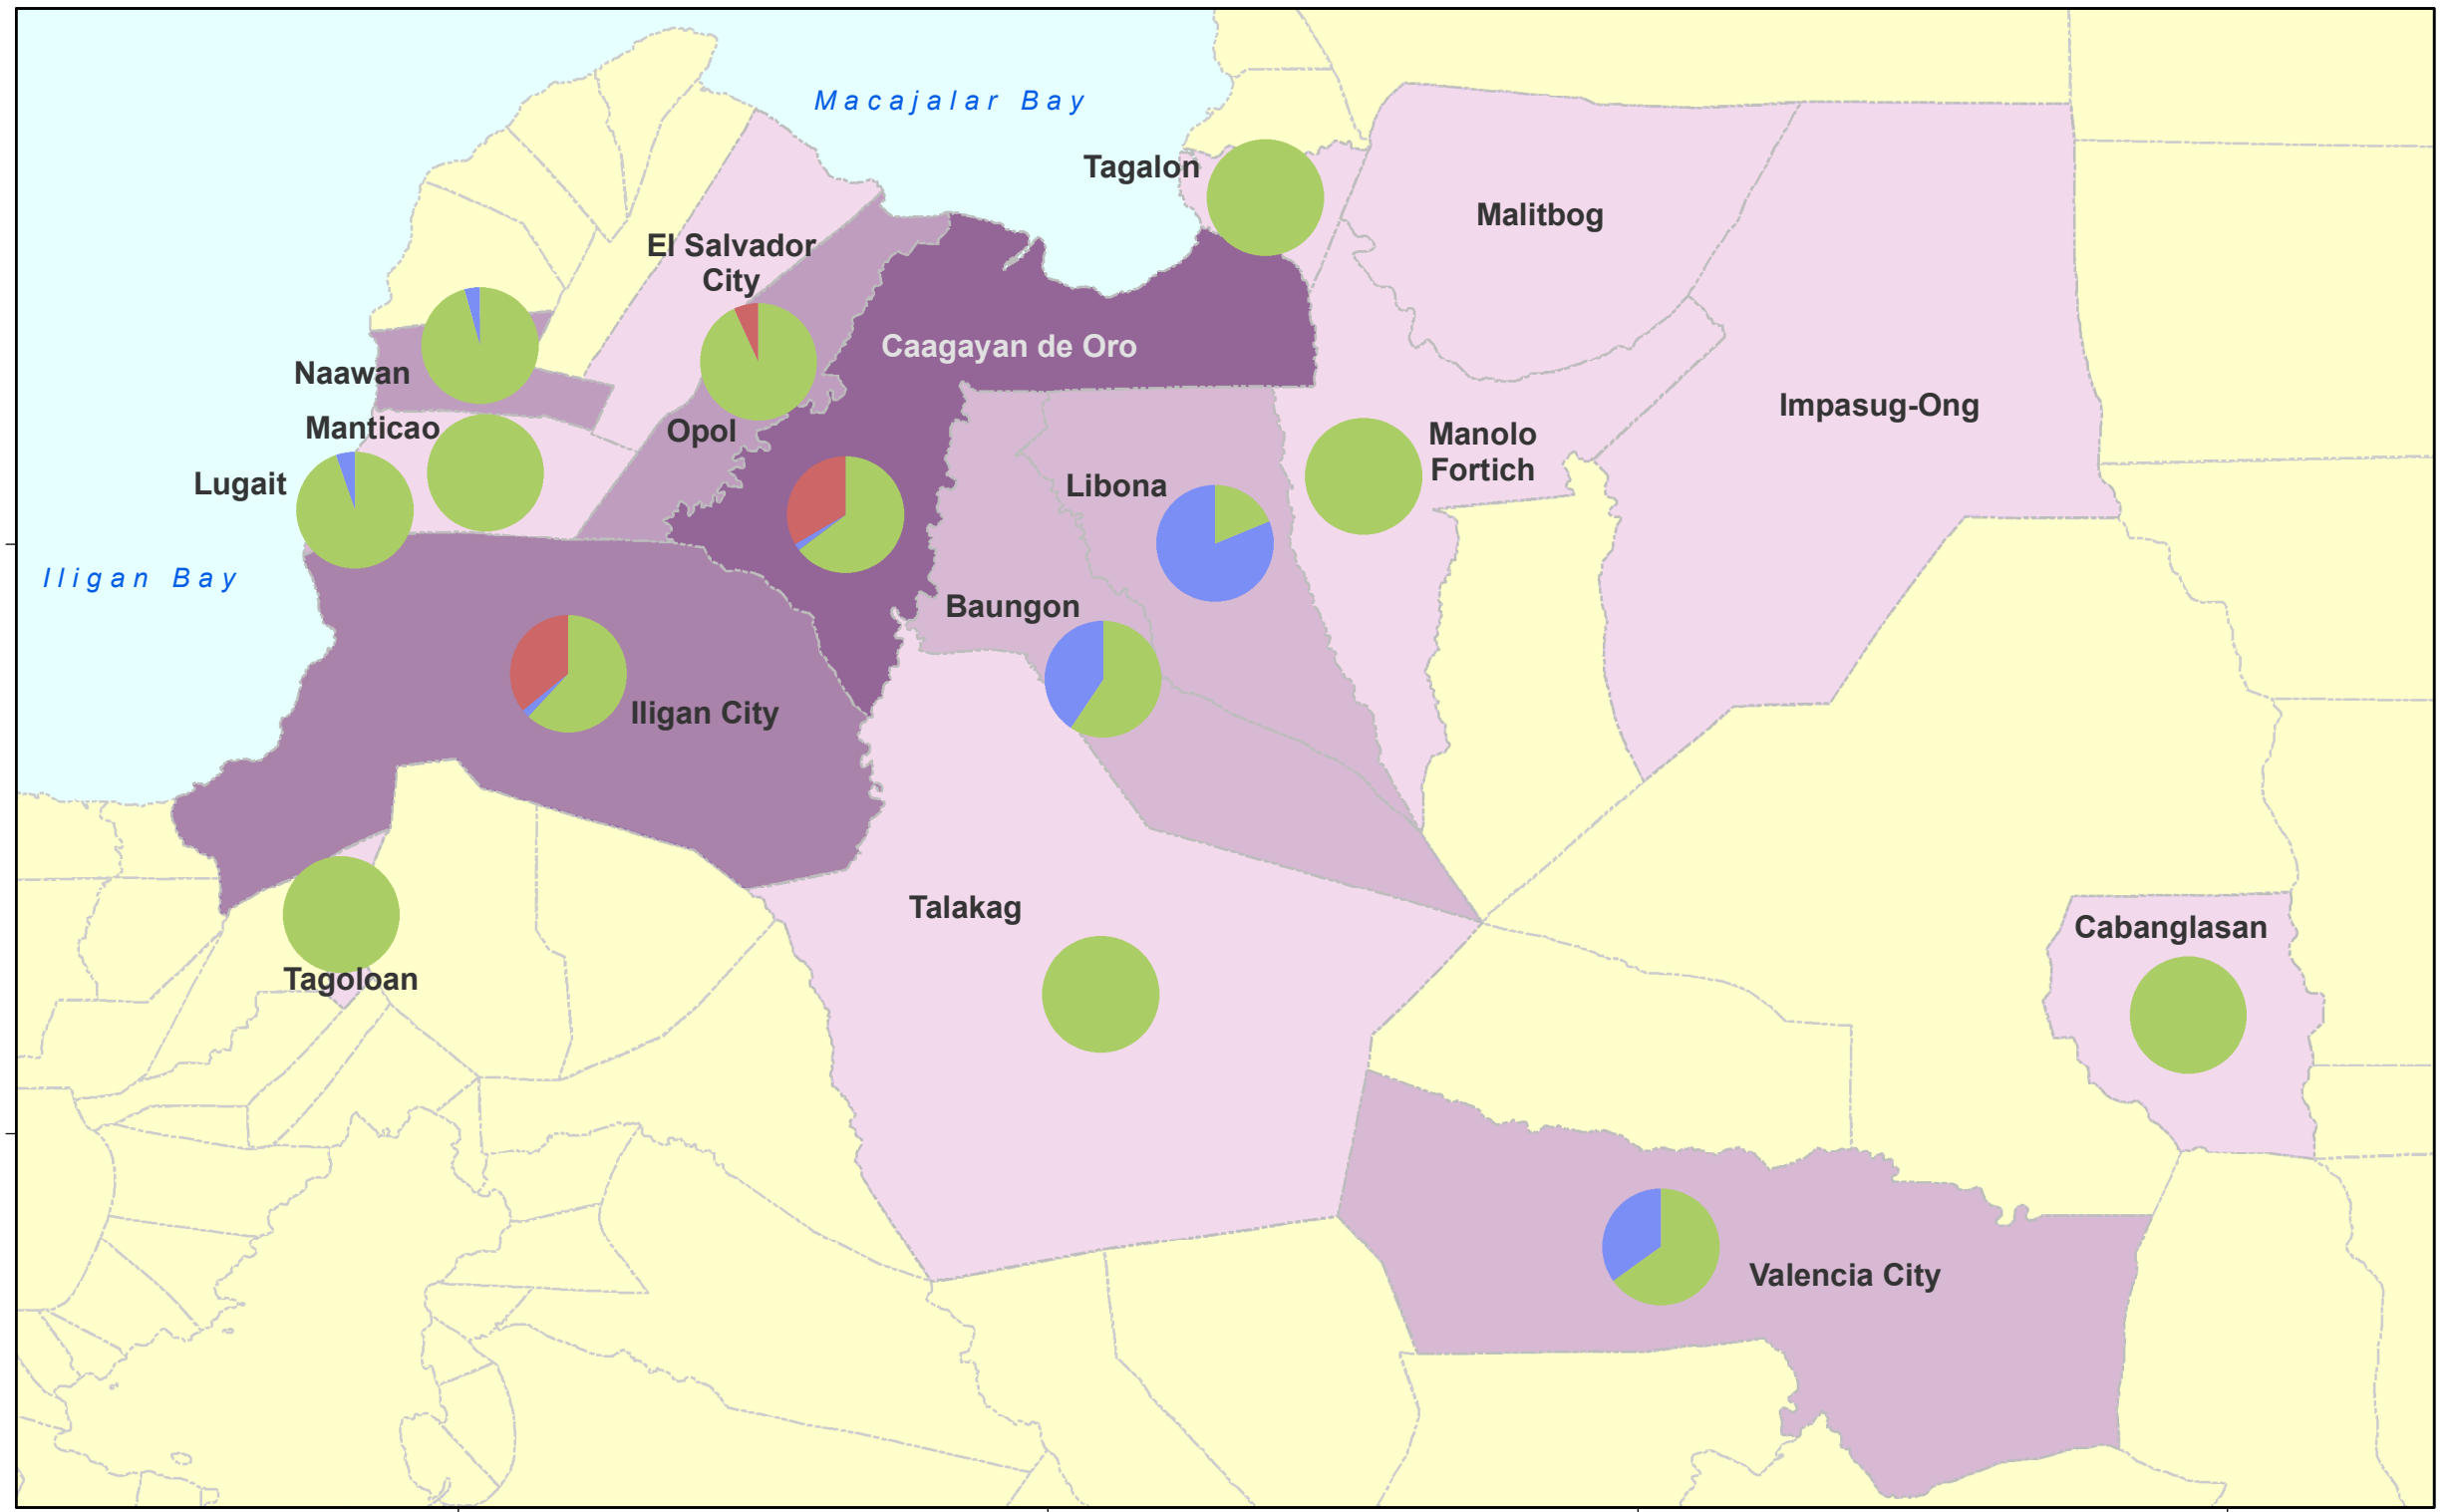 Macajalar Bay
Tagalon
Malitbog
El Salvador
City
Caagayan de Oro
Naawan
Impasug-Ong
Manticao
Opol
Manolo
Fortich
Lugait
Libona
Iligan Bay
Baungon
Iligan City
Talakag
Cabanglasan
Tagoloan
Valencia City